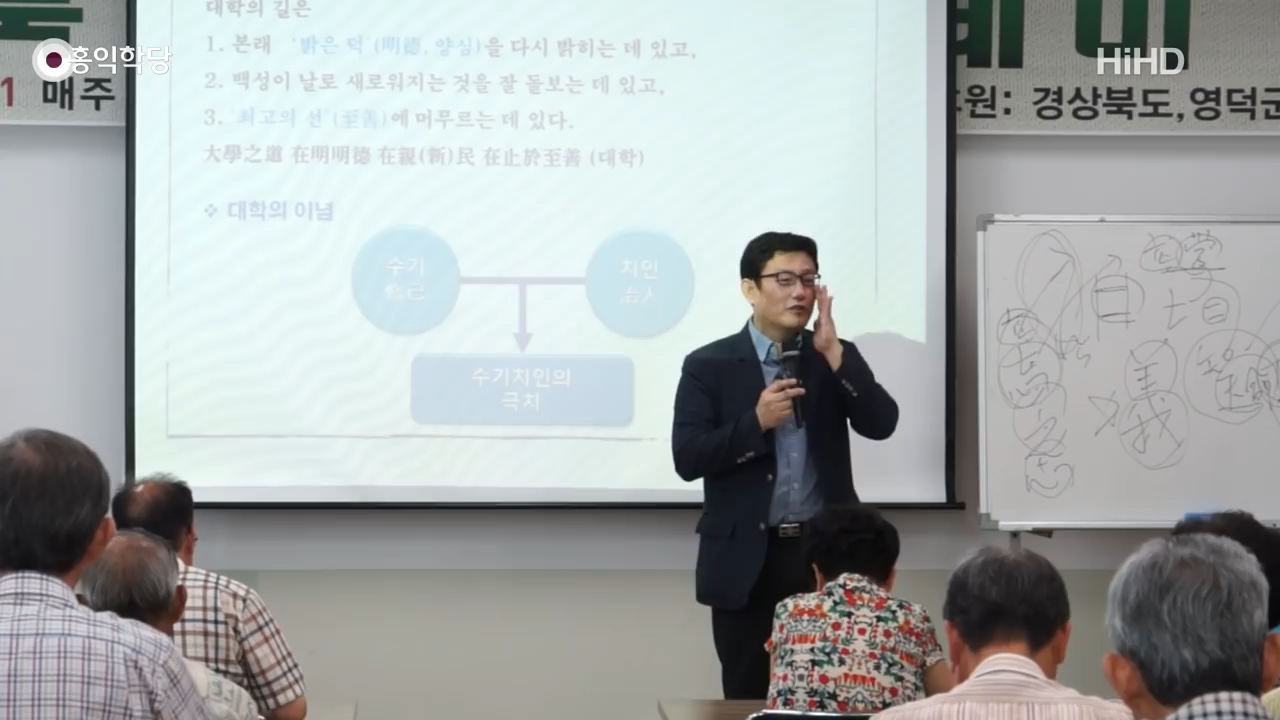 홍익학당
HiHD
1 매주
원: 경상북도, 영덕군
대학의 길은
1. 본래 '밝은 덕'(明德, 양심)을 다시 밝히는 데 있고,
2. 백성이 날로 새로워지는 것을 잘 돌보는 데 있고,
3. '최고의 선'(至善)에 머무르는 데 있다.
大學之道 在明明德 在親(新)民 在止於至善 (대학)
❖ 대학의 이념
수기
修己
치인
治人
수기치인의
극치
義
智